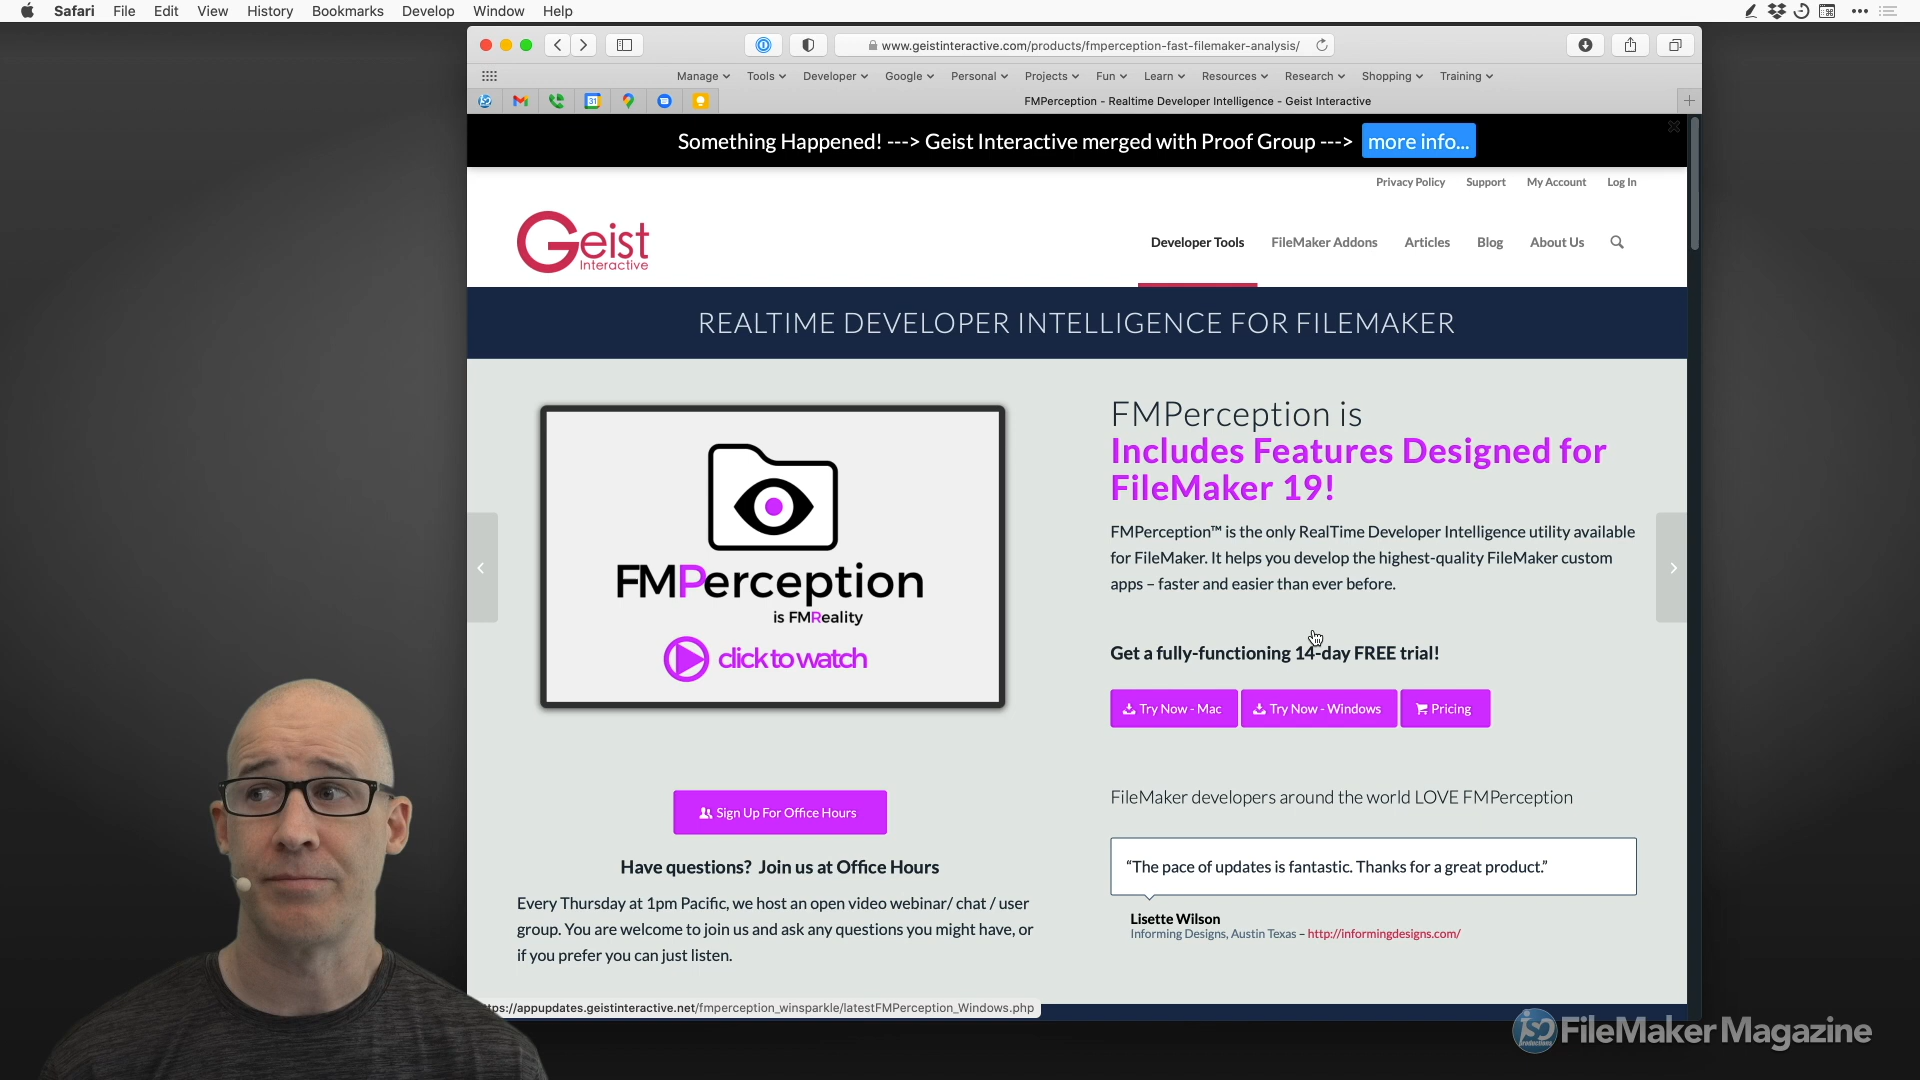 Safari File Edit View History Bookmarks Develop Window Help
www.geistinteractive.com/products/fmperception-fast-filemaker-analysis/
Manage Tools Developer Google Personal Projects Fun Learn Resources Research Shopping Training
31
FMPerception - Realtime Developer Intelligence - Geist Interactive
Something Happened! ---> Geist Interactive merged with Proof Group ---> more info...
Privacy Policy Support My Account Log In
Geist
Interactive
Developer Tools FileMaker Addons Articles Blog About Us
REALTIME DEVELOPER INTELLIGENCE FOR FILEMAKER
FMPerception
is FMReality
click to watch
Sign Up For Office Hours
Have questions? Join us at Office Hours
Every Thursday at 1pm Pacific, we host an open video webinar/ chat / user
group. You are welcome to join us and ask any questions you might have, or
if you prefer you can just listen.
FMPerception is
Includes Features Designed for
FileMaker 19!
FMPerception™ is the only RealTime Developer Intelligence utility available
for FileMaker. It helps you develop the highest-quality FileMaker custom
apps – faster and easier than ever before.
Get a fully-functioning 14-day FREE trial!
Try Now - Mac Try Now - Windows Pricing
FileMaker developers around the world LOVE FMPerception
“The pace of updates is fantastic. Thanks for a great product.”
Lisette Wilson
Informing Designs, Austin Texas – http://informingdesigns.com/
ps://appupdates.geistinteractive.net/fmperception_winsparkle/latestFMPerception_Windows.php
iso productions FileMaker Magazine